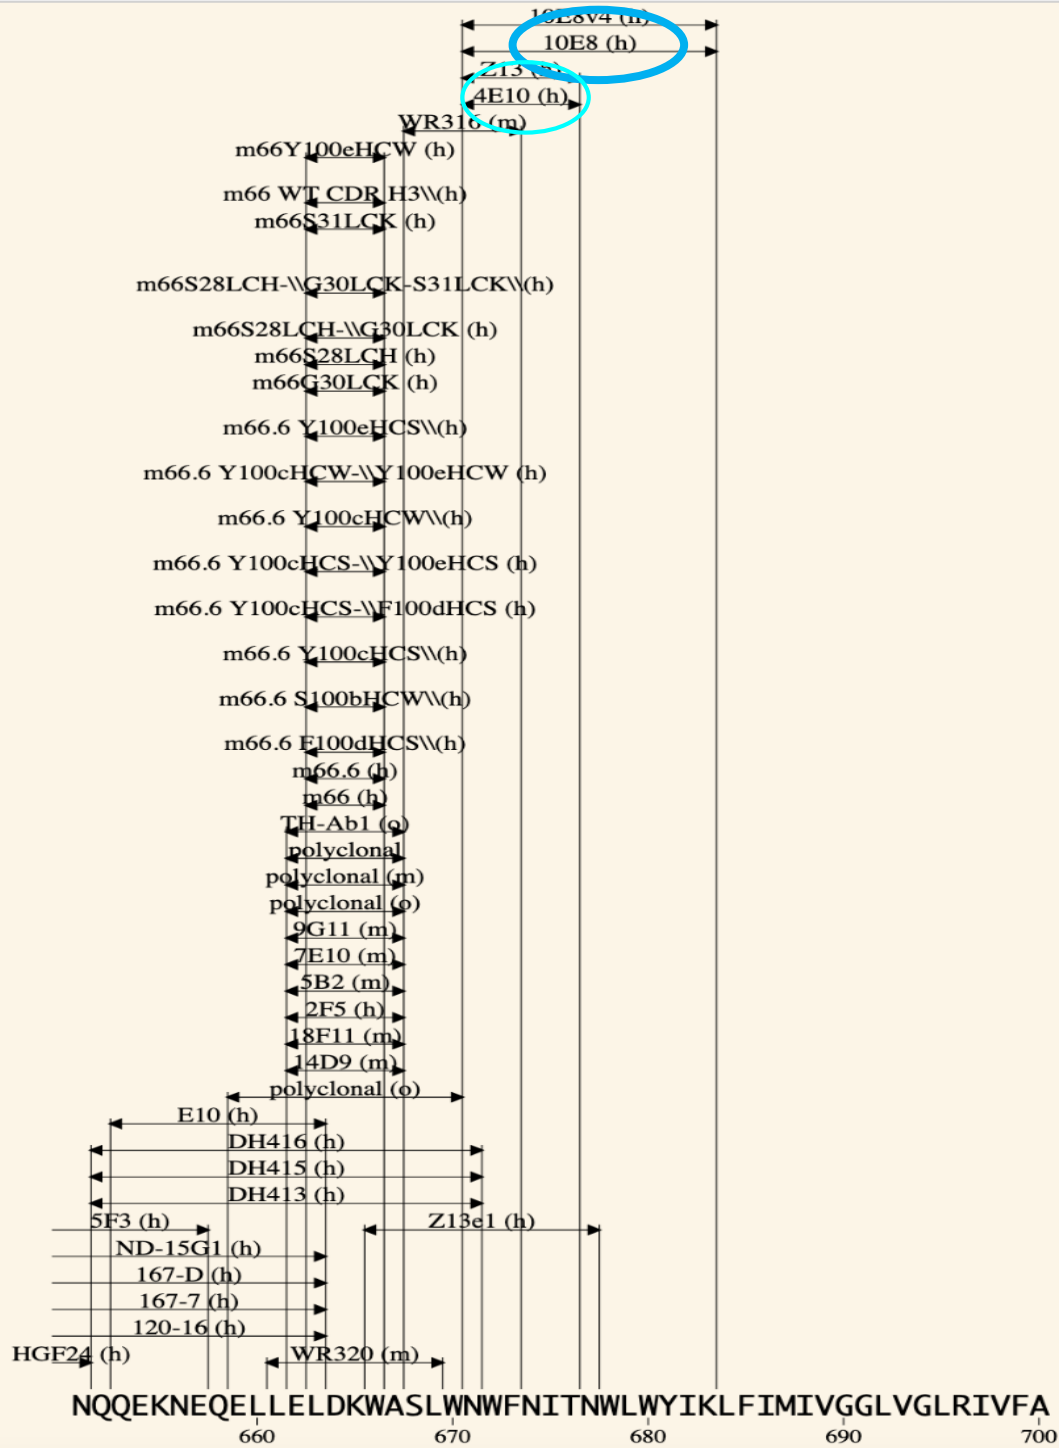 10E8v4 (h)
10E8 (h)
Z13 (h)
4E10 (h)
WR316 (m)
m66Y100eHCW (h)
m66 WT CDR H3\\(h)
m66S31LCK (h)
m66S28LCH-\\G30LCK-S31LCK\\(h)
m66S28LCH-\\G30LCK (h)
m66S28LCH (h)
m66G30LCK (h)
m66.6 Y100eHCS\\(h)
m66.6 Y100cHCW-\\Y100eHCW (h)
m66.6 Y100cHCW\\(h)
m66.6 Y100cHCS-\\Y100eHCS (h)
m66.6 Y100cHCS-\\F100dHCS (h)
m66.6 Y100cHCS\\(h)
m66.6 S100bHCW\\(h)
m66.6 F100dHCS\\(h)
m66.6 (h)
m66 (h)
TH-Ab1 (o)
polyclonal
polyclonal (m)
polyclonal (o)
9G11 (m)
7E10 (m)
5B2 (m)
2F5 (h)
18F11 (m)
14D9 (m)
polyclonal (o)
E10 (h)
DH416 (h)
DH415 (h)
DH413 (h)
5F3 (h) Z13e1 (h)
ND-15G1 (h)
167-D (h)
167-7 (h)
120-16 (h)
HGF24 (h) WR320 (m)
NQQEKNEQELLELDKWASLWNWFNITNWLWYIKLFIMIVGGLVGLRIVFA
660 670 680 690 700